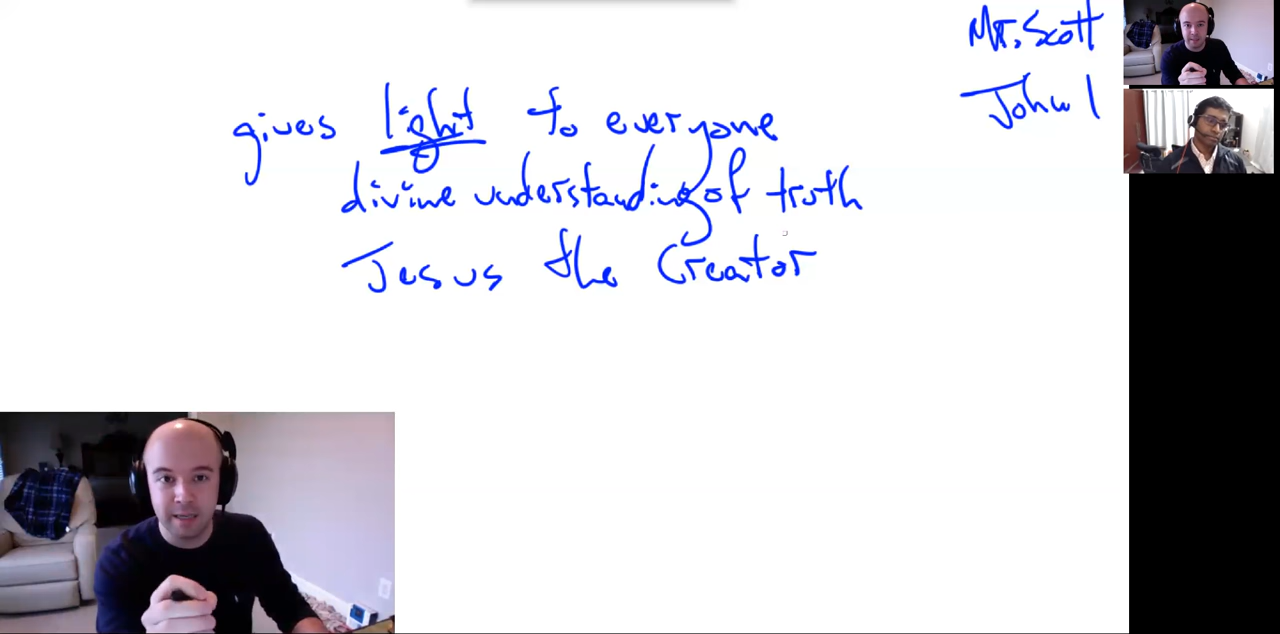 Mr. Scott
John 1
gives light to everyone
divine understanding of truth
Jesus the Creator